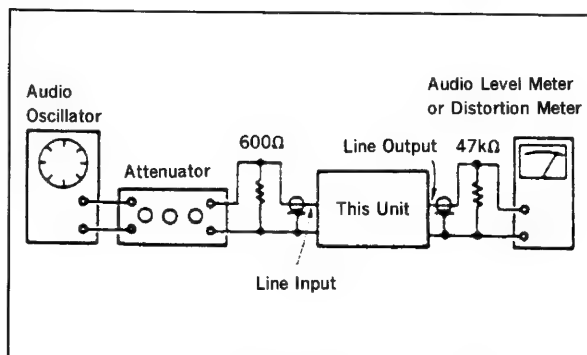 Audio
Oscillator
Attenuator
600Ω
Line Input
This Unit
Line Output
47kΩ
Audio Level Meter
or Distortion Meter